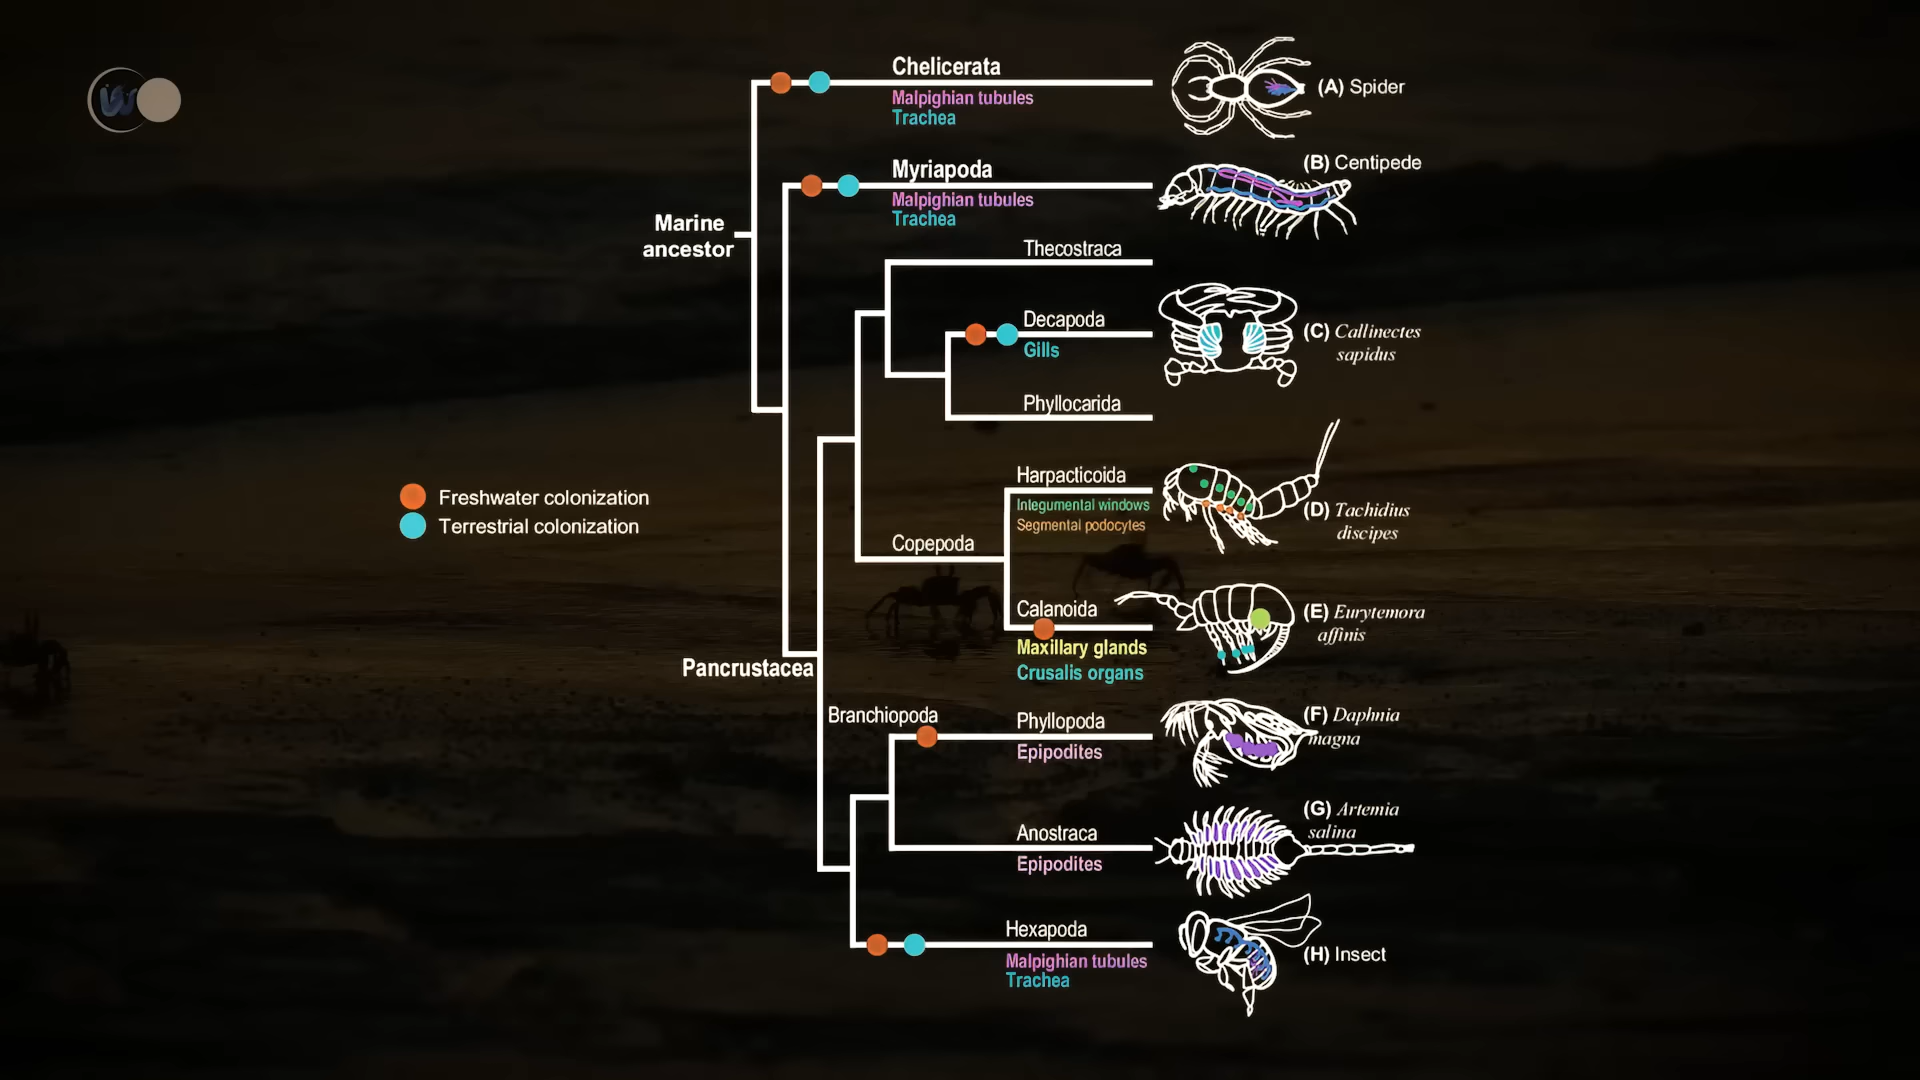 Chelicerata
Malpighian tubules
Trachea
(A) Spider
Myriapoda
Malpighian tubules
Trachea
(B) Centipede
Marine
ancestor
Thecostraca
Decapoda
Gills
(C) Callinectes
sapidus
Phyllocarida
Harpacticoida
Integumental windows
Segmental podocytes
(D) Tachidius
discipes
Freshwater colonization
Terrestrial colonization
Copepoda
Calanoida
Maxillary glands
Crusalis organs
(E) Eurytemora
affinis
Pancrustacea
Branchiopoda
Phyllopoda
Epipodites
(F) Daphnia
magna
Anostraca
Epipodites
(G) Artemia
salina
Hexapoda
Malpighian tubules
Trachea
(H) Insect